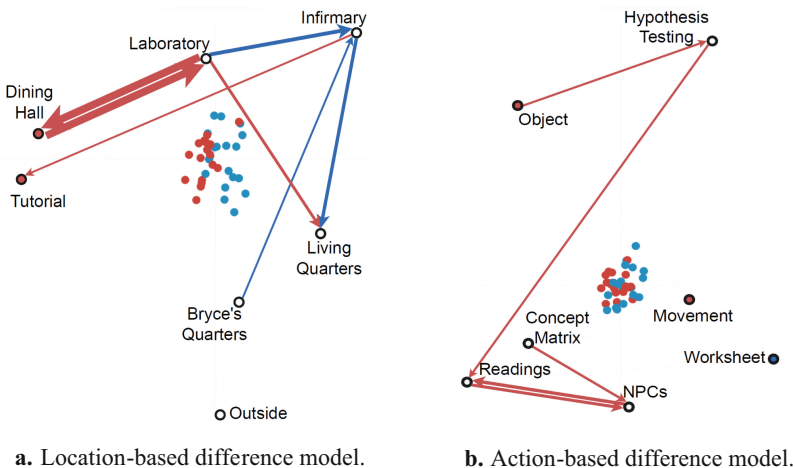 Infirmary
Laboratory
Dining
Hall
Tutorial
Living
Quarters
Bryce's
Quarters
Outside
a. Location-based difference model.
Hypothesis
Testing
Object
Movement
Concept
Matrix
Worksheet
Readings
NPCs
b. Action-based difference model.